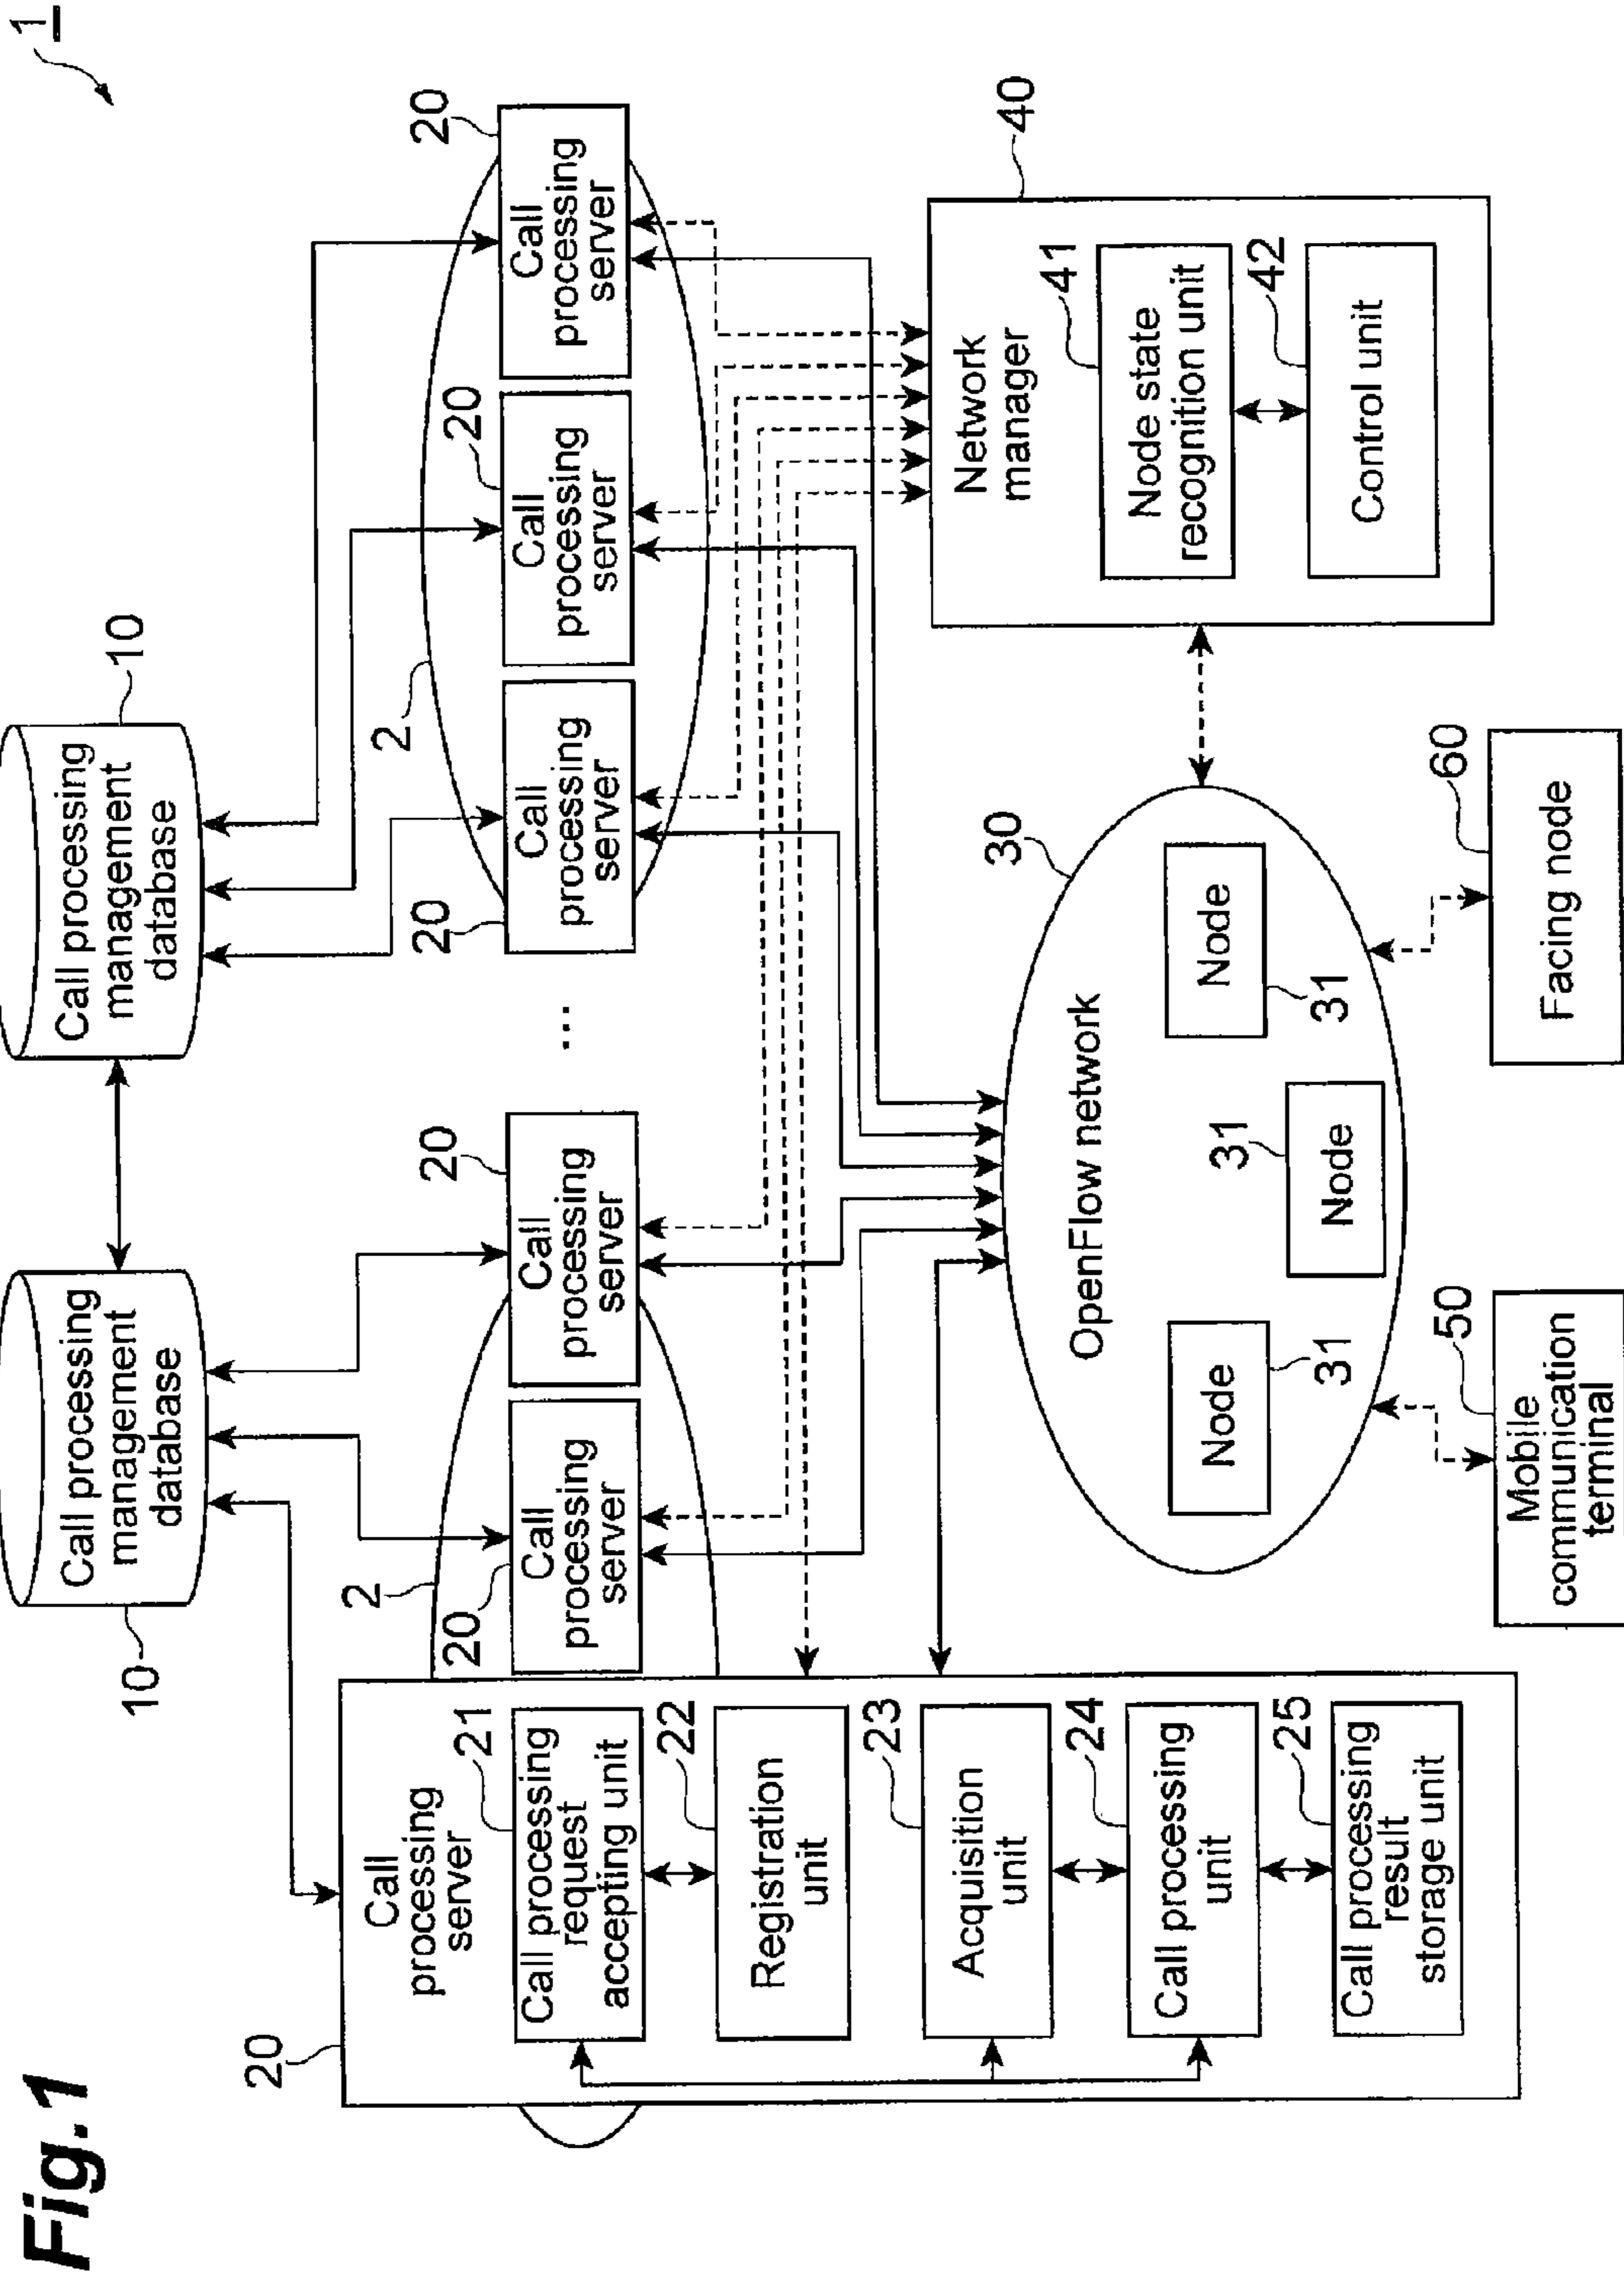 Fig.1
1
10
Call processing
management
database
Call processing
management
database
10
2
2
20
Call
processing
server
21
Call processing
request
accepting unit
22
Registration
unit
23
Acquisition
unit
24
Call processing
unit
25
Call processing
result
storage unit
20
Call
processing
server
20
Call
processing
server
...
20
Call
processing
server
20
Call
processing
server
20
Call
processing
server
30
OpenFlow network
Node
31
Node
31
Node
31
40
Network
manager
41
Node state
recognition unit
42
Control unit
50
Mobile
communication
terminal
60
Facing node